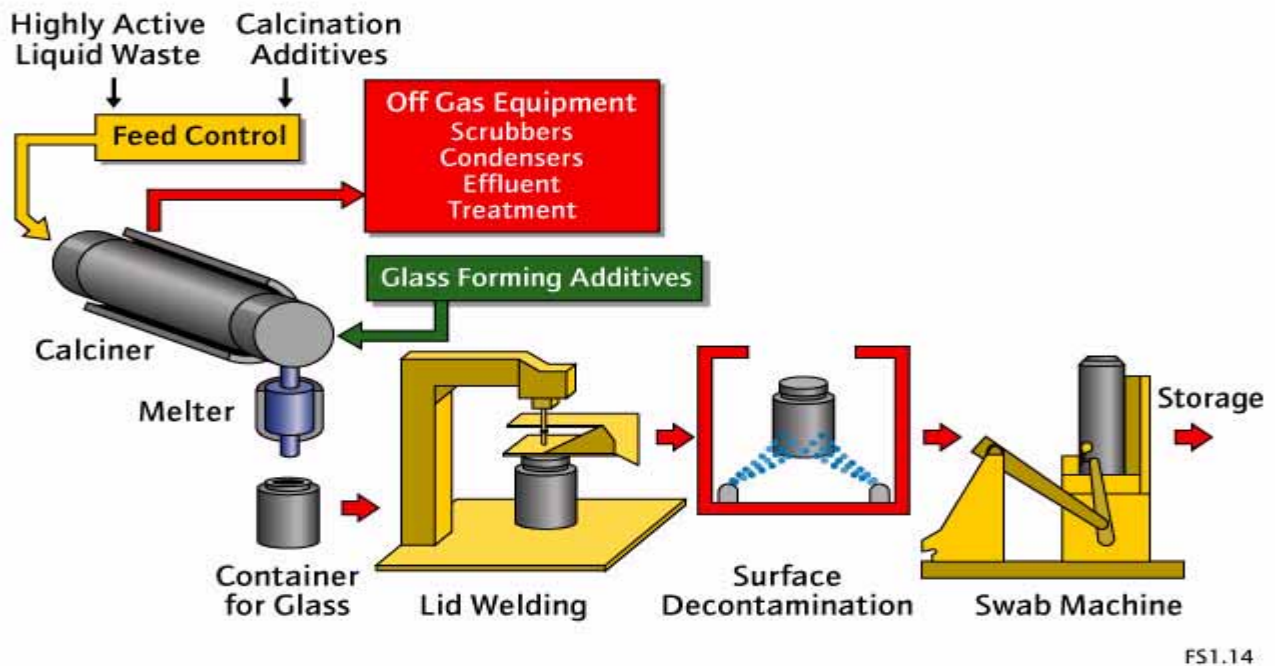 Highly Active
Liquid Waste
Calcination
Additives
Feed Control
Off Gas Equipment
Scrubbers
Condensers
Effluent
Treatment
Glass Forming Additives
Calciner
Melter
Storage
Container
for Glass
Lid Welding
Surface
Decontamination
Swab Machine
FS1.14